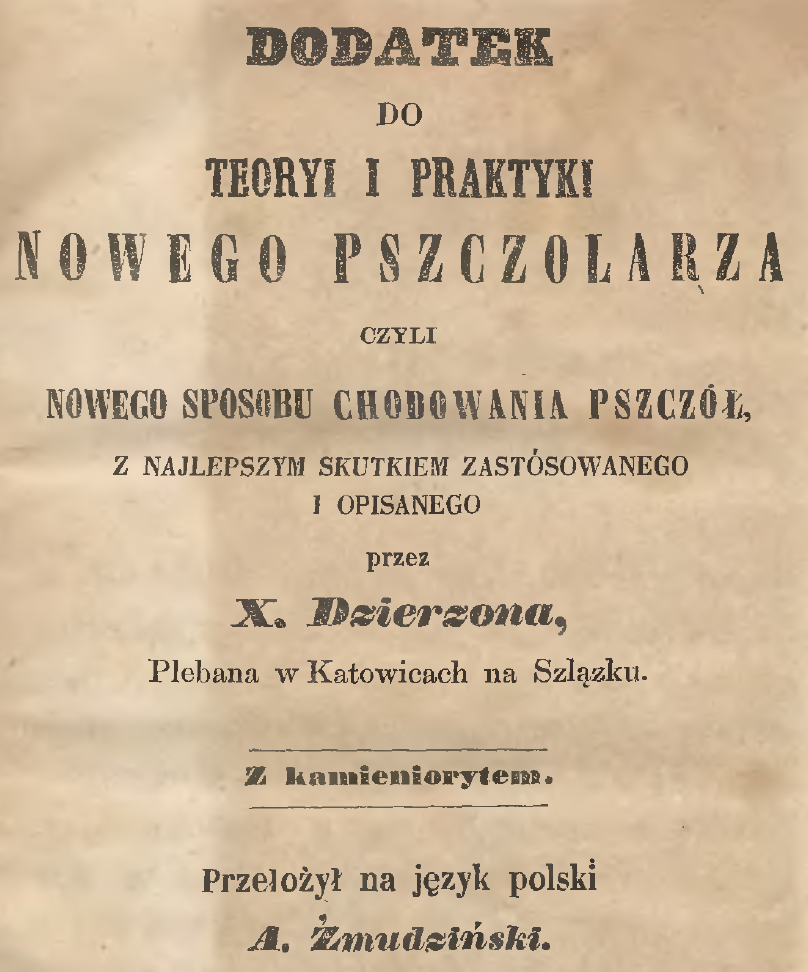 DODATEK
DO
TEORYI I PRAKTYKI
NOWEGO PSZCZOLARZA
CZYLI
NOWEGO SPOSOBU CHODOWANIA PSZCZÓŁ,
Z NAJLEPSZYM SKUTKIEM ZASTÓSOWANEGO
I OPISANEGO
przez
X. Dzierzona,
Plebana w Katowicach na Szlązku.
Z kamieniorytem.
Przelożył na język polski
A. Żmudziński.